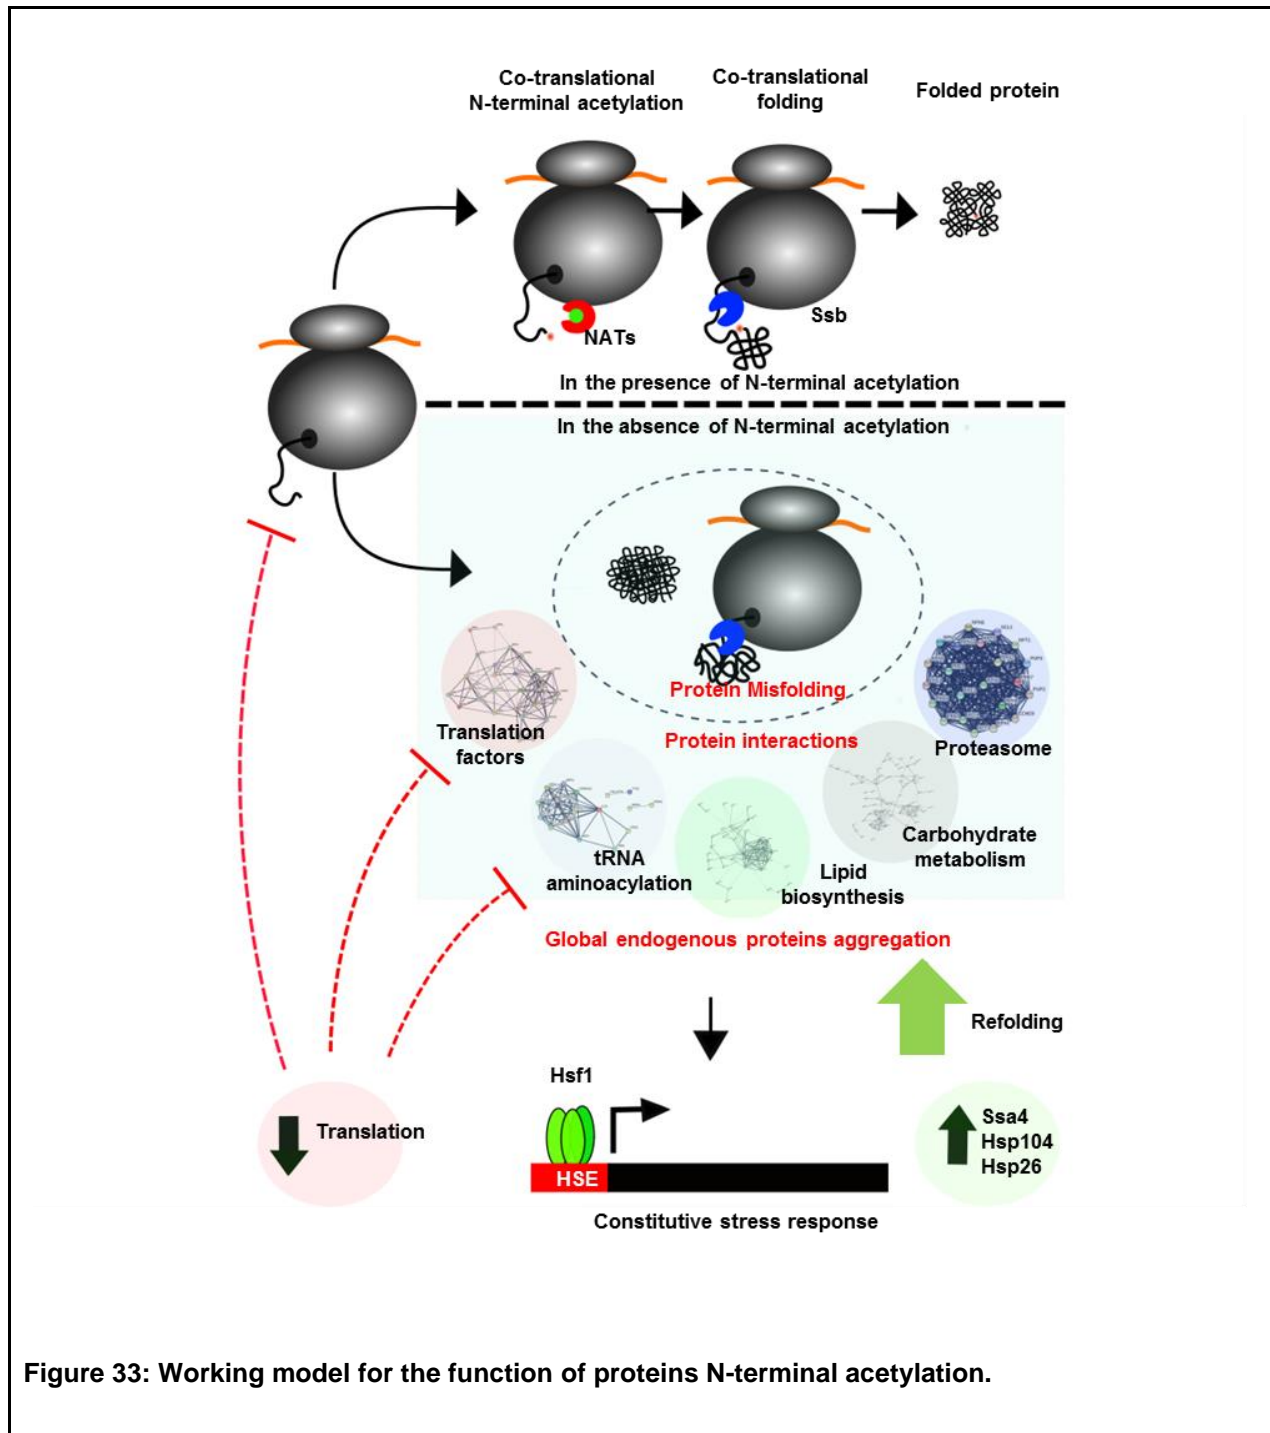 Co-translational
N-terminal acetylation
Co-translational
folding
Folded protein
NATs
Ssb
In the presence of N-terminal acetylation
In the absence of N-terminal acetylation
Protein Misfolding
Protein interactions
Translation
factors
Proteasome
tRNA
aminoacylation
Carbohydrate
metabolism
Lipid
biosynthesis
Global endogenous proteins aggregation
Refolding
Hsf1
Translation
Ssa4
Hsp104
Hsp26
HSE
Constitutive stress response
Figure 33: Working model for the function of proteins N-terminal acetylation.